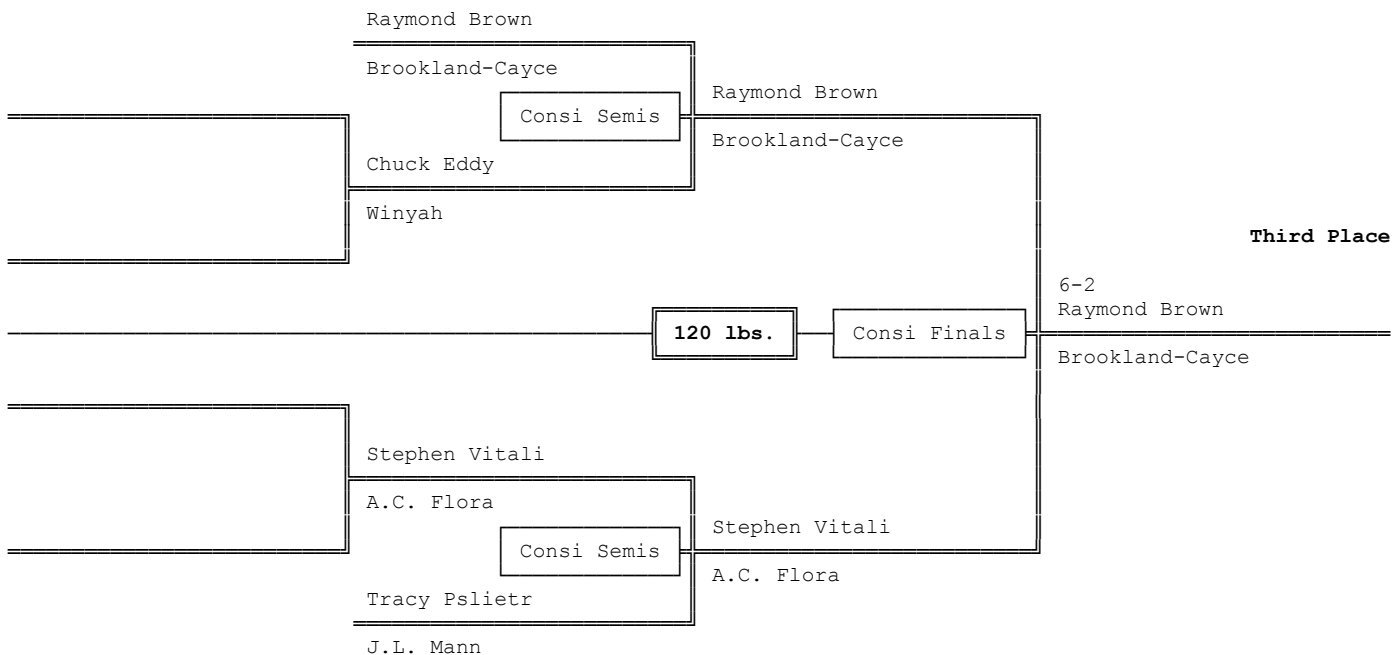 Raymond Brown
Brookland-Cayce
Consi Semis
Raymond Brown
Brookland-Cayce
Chuck Eddy
Winyah
Third Place
6-2
Raymond Brown
120 lbs.
Consi Finals
Brookland-Cayce
Stephen Vitali
A.C. Flora
Consi Semis
Stephen Vitali
A.C. Flora
Tracy Pslietr
J.L. Mann